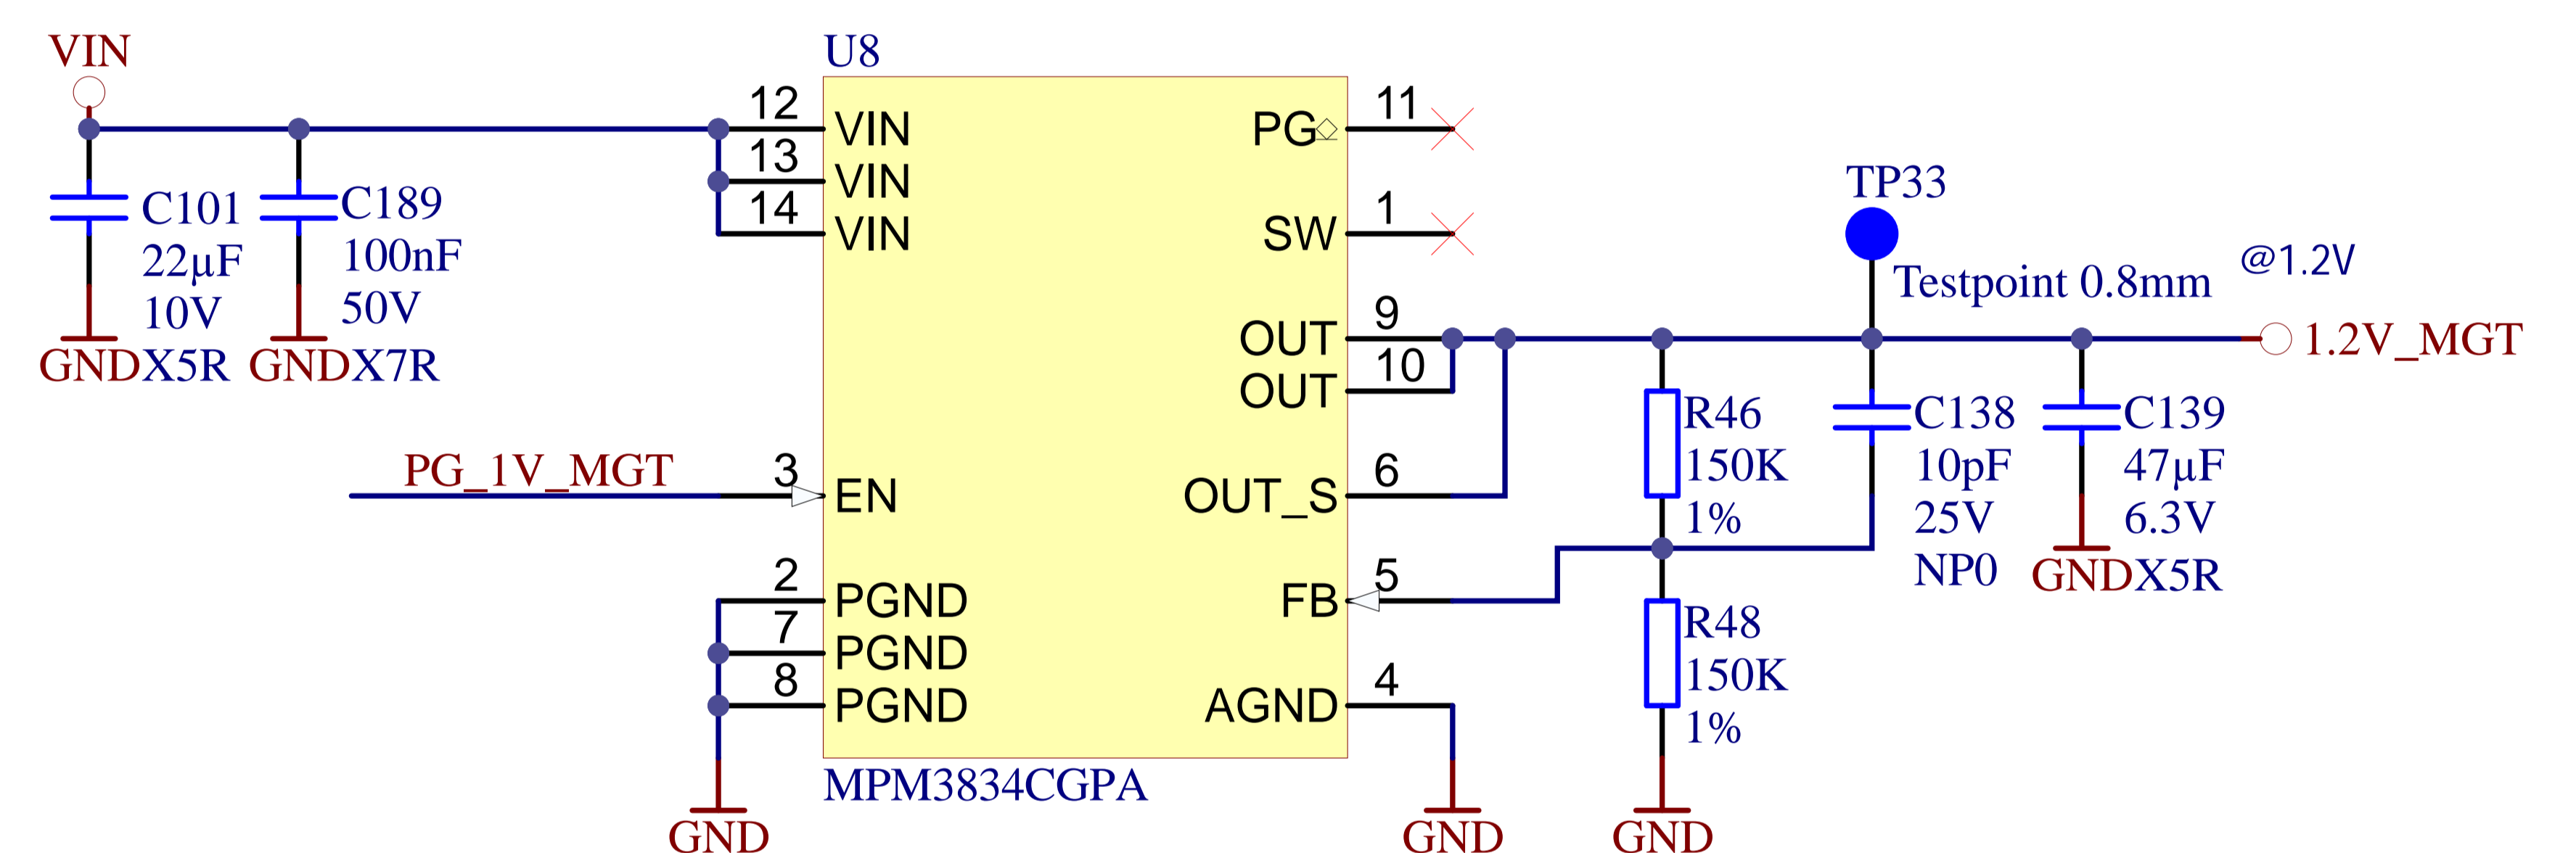 VIN
C101
22µF
10V
GND
X5R
C189
100nF
50V
GND
X7R
U8
12
VIN
13
VIN
14
VIN
PG_1V_MGT
3
EN
2
PGND
7
PGND
8
PGND
GND
MPM3834CGPA
PG
11
SW
1
OUT
9
OUT
10
OUT_S
6
FB
5
AGND
4
GND
R46
150K
1%
R48
150K
1%
GND
TP33
Testpoint 0.8mm
C138
10pF
25V
NP0
C139
47µF
6.3V
GND
X5R
@1.2V
1.2V_MGT